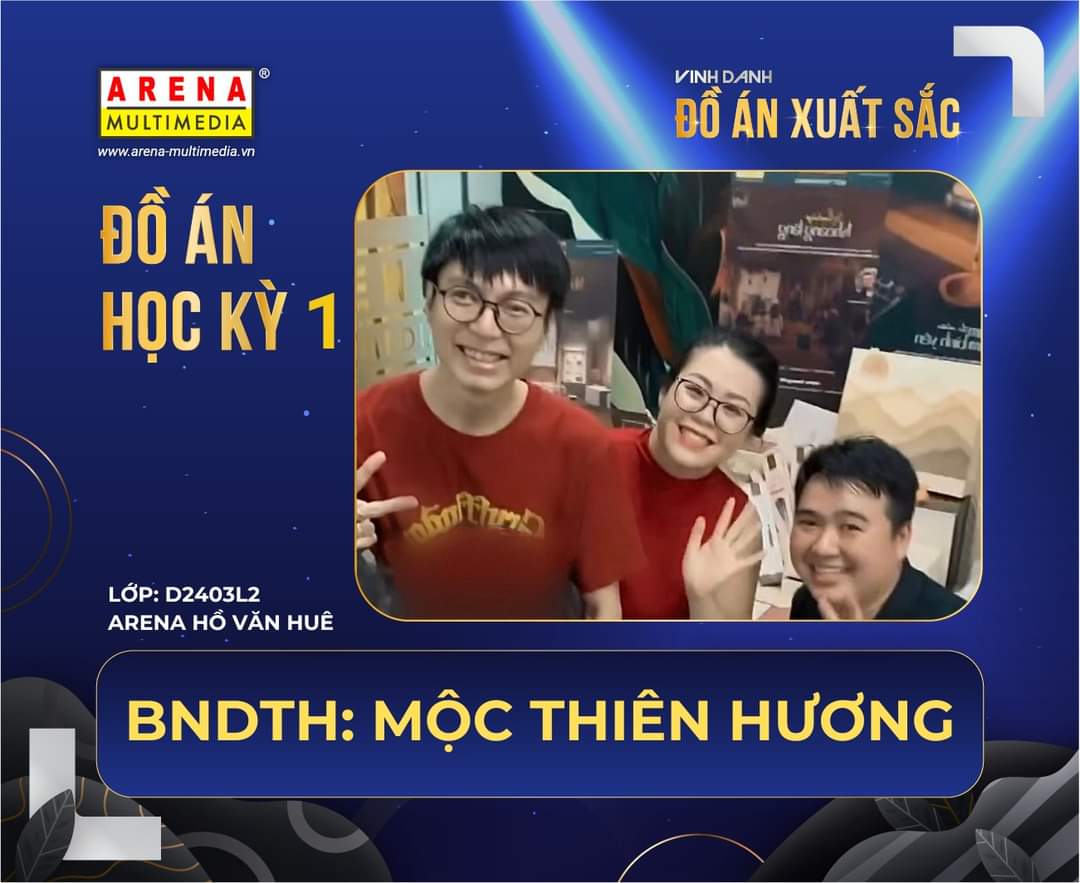 ARENA
®
MULTIMEDIA
www.arena-multimedia.vn
VINH DANH
ĐỒ ÁN XUẤT SẮC
ĐỒ ÁN
HỌC KỲ 1
LỚP: D2403L2
ARENA HỒ VĂN HUÊ
BNDTH: MỘC THIÊN HƯƠNG